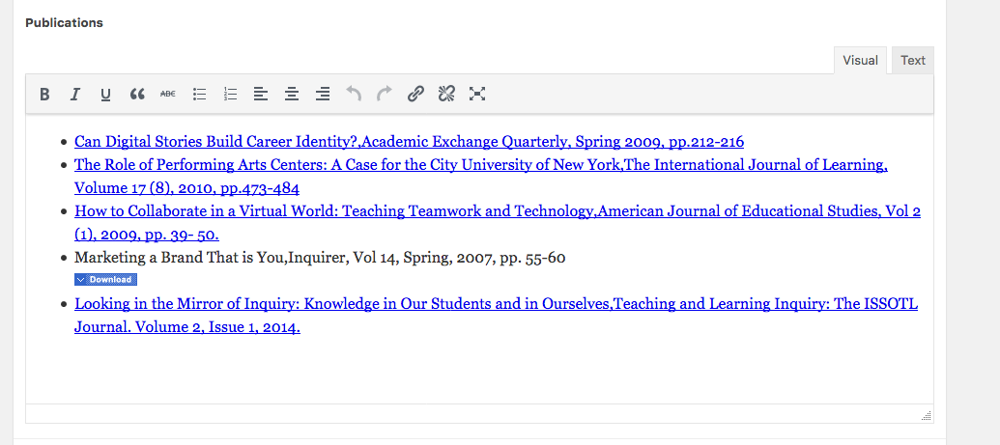 Publications
Visual Text
B I U ABC
Can Digital Stories Build Career Identity?,Academic Exchange Quarterly, Spring 2009, pp.212-216
The Role of Performing Arts Centers: A Case for the City University of New York,The International Journal of Learning,
Volume 17 (8), 2010, pp.473-484
How to Collaborate in a Virtual World: Teaching Teamwork and Technology,American Journal of Educational Studies, Vol 2
(1), 2009, pp. 39- 50.
Marketing a Brand That is You,Inquirer, Vol 14, Spring, 2007, pp. 55-60
Download
Looking in the Mirror of Inquiry: Knowledge in Our Students and in Ourselves,Teaching and Learning Inquiry: The ISSOTL
Journal. Volume 2, Issue 1, 2014.